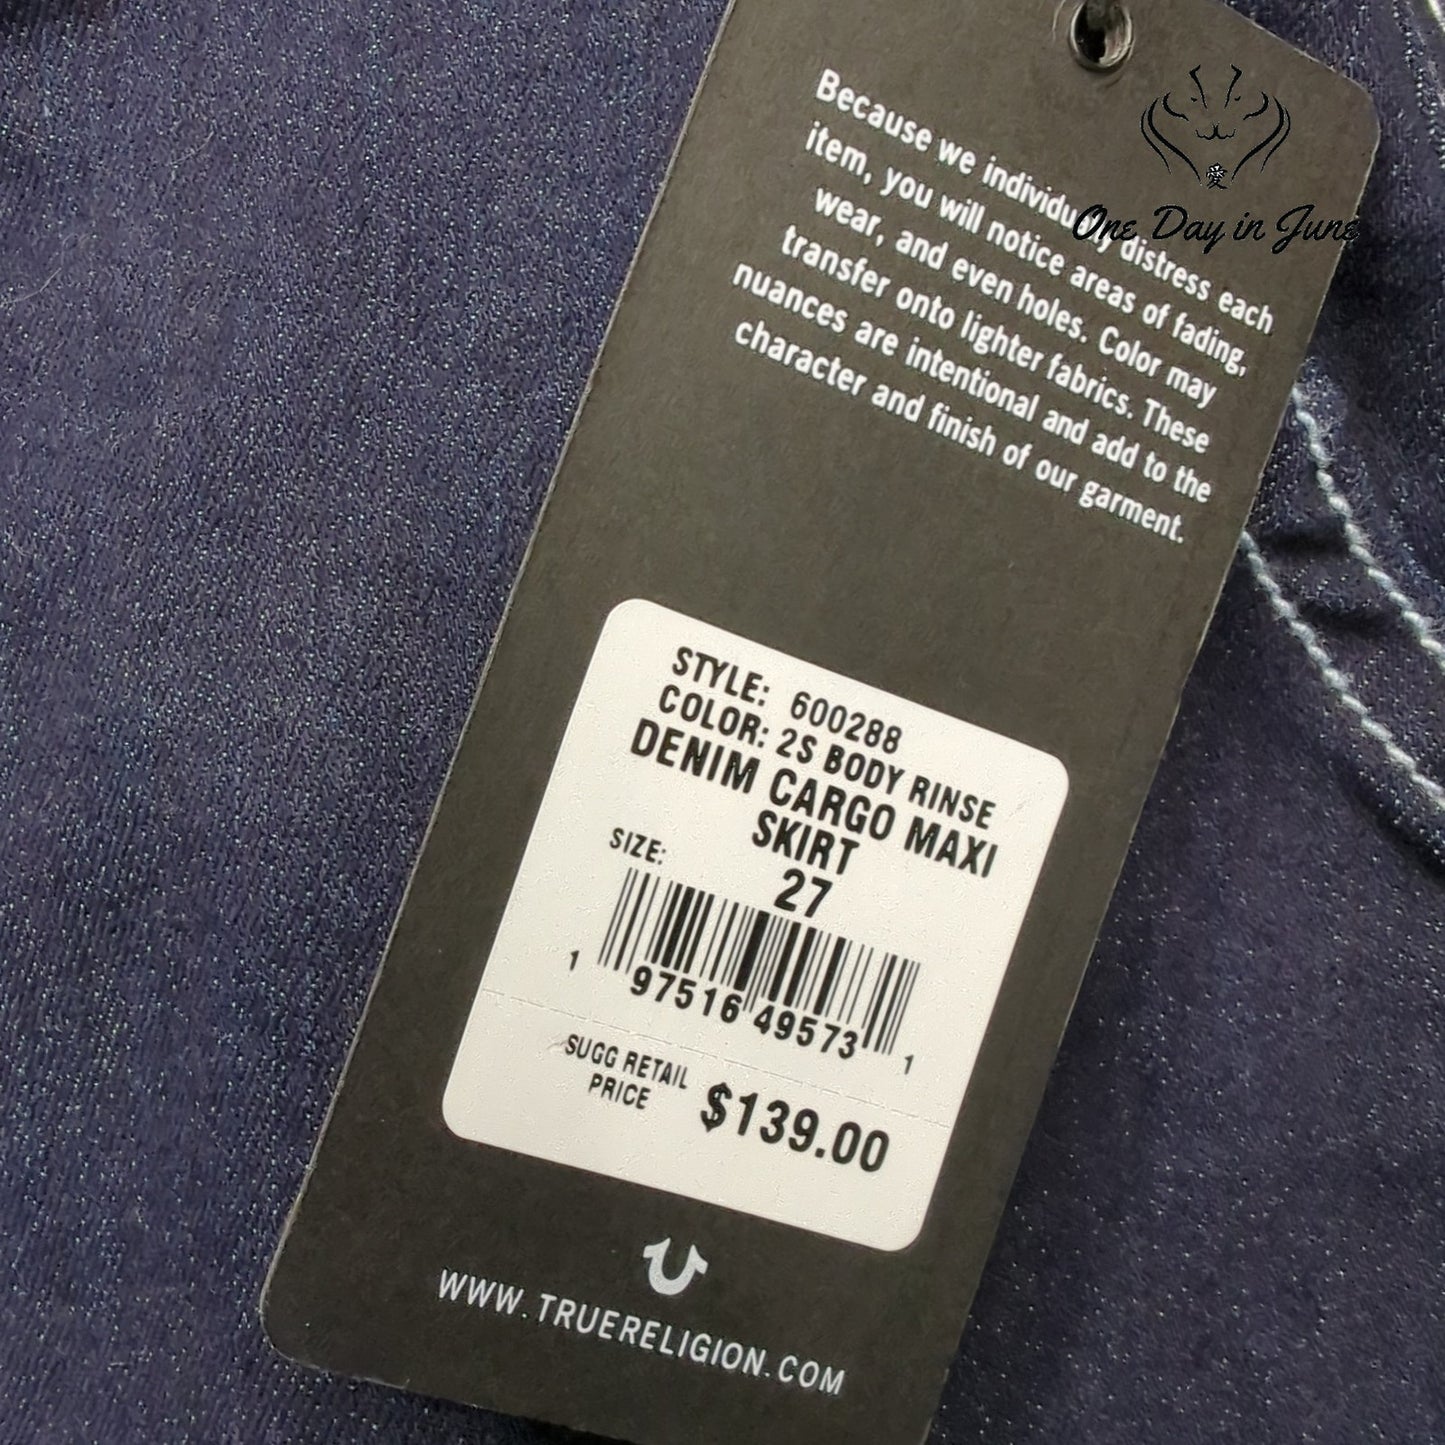 Because we individually distress each
item, you will notice areas of fading,
wear, and even holes. Color may
transfer onto lighter fabrics. These
nuances are intentional and add to the
character and finish of our garment.
愛
One Day in June
STYLE: 600288
COLOR: 2S BODY RINSE
DENIM CARGO MAXI
SKIRT
SIZE: 27
1 97516 49573 1
SUGG RETAIL
PRICE $139.00
WWW.TRUERELIGION.COM